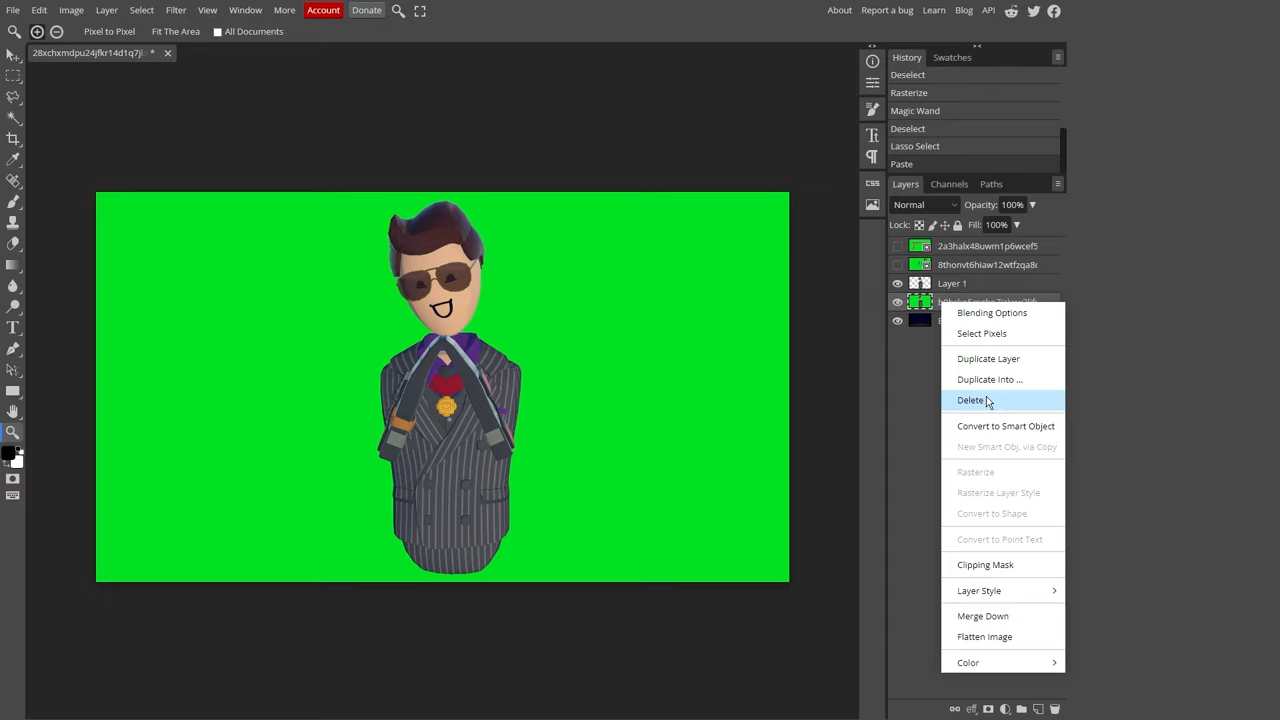 File Edit Image Layer Select Filter View Window More Account Donate About Report a bug Learn Blog API
Pixel to Pixel Fit The Area All Documents
28xchxmdpu24jfkr14d1q7jl *
History Swatches
Deselect
Rasterize
Magic Wand
Deselect
Lasso Select
Paste
Layers Channels Paths
Normal Opacity: 100%
Lock: Fill: 100%
2a3halx48uwm1p6wcef5
8thonvt6hiaw12wtfzqa8c
Layer 1
Blending Options
Select Pixels
Duplicate Layer
Duplicate Into ...
Delete
Convert to Smart Object
New Smart Obj. via Copy
Rasterize
Rasterize Layer Style
Convert to Shape
Convert to Point Text
Clipping Mask
Layer Style
Merge Down
Flatten Image
Color
CSS
eff